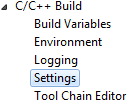 C/C++ Build
Build Variables
Environment
Logging
Settings
Tool Chain Editor